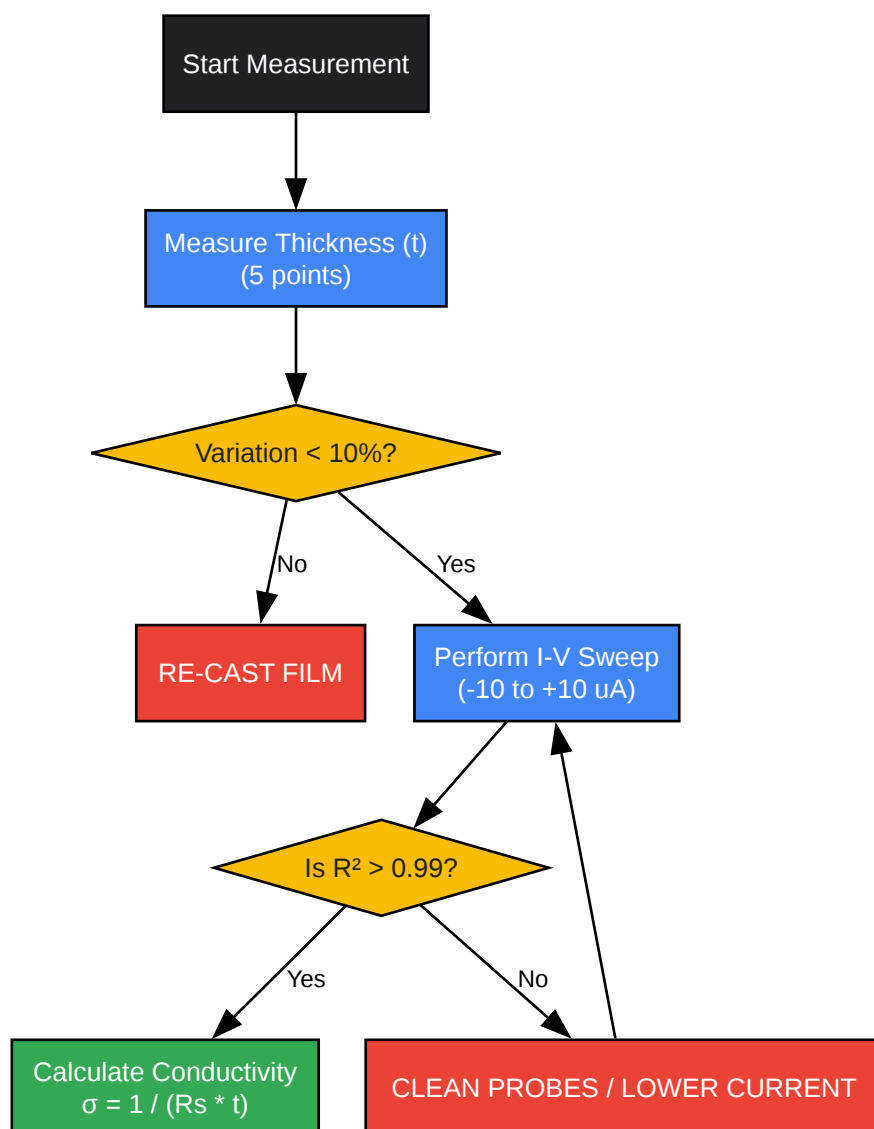 Start Measurement
Measure Thickness (t)
(5 points)
Variation < 10%?
No
Yes
RE-CAST FILM
Perform I-V Sweep
(-10 to +10 uA)
Is R² > 0.99?
Yes
No
Calculate Conductivity
σ = 1 / (Rs * t)
CLEAN PROBES / LOWER CURRENT